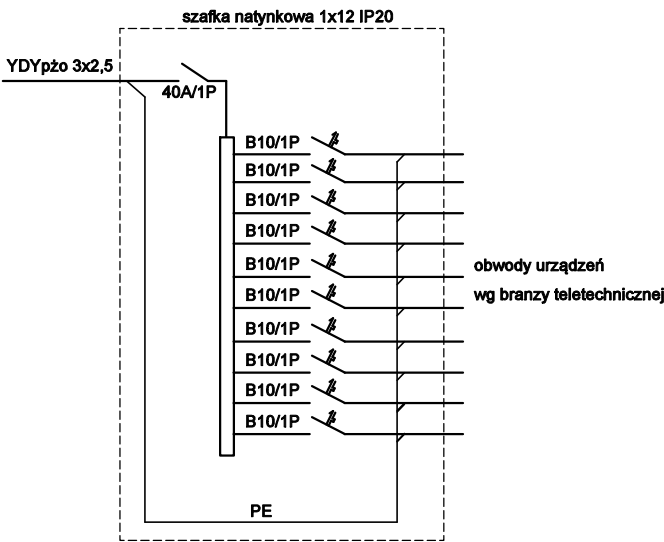 szafka natynkowa 1x12 IP20
YDYpżo 3x2,5
40A/1P
B10/1P
B10/1P
B10/1P
B10/1P
B10/1P
B10/1P
B10/1P
B10/1P
B10/1P
B10/1P
obwody urządzeń
wg branzy teletechnicznej
PE